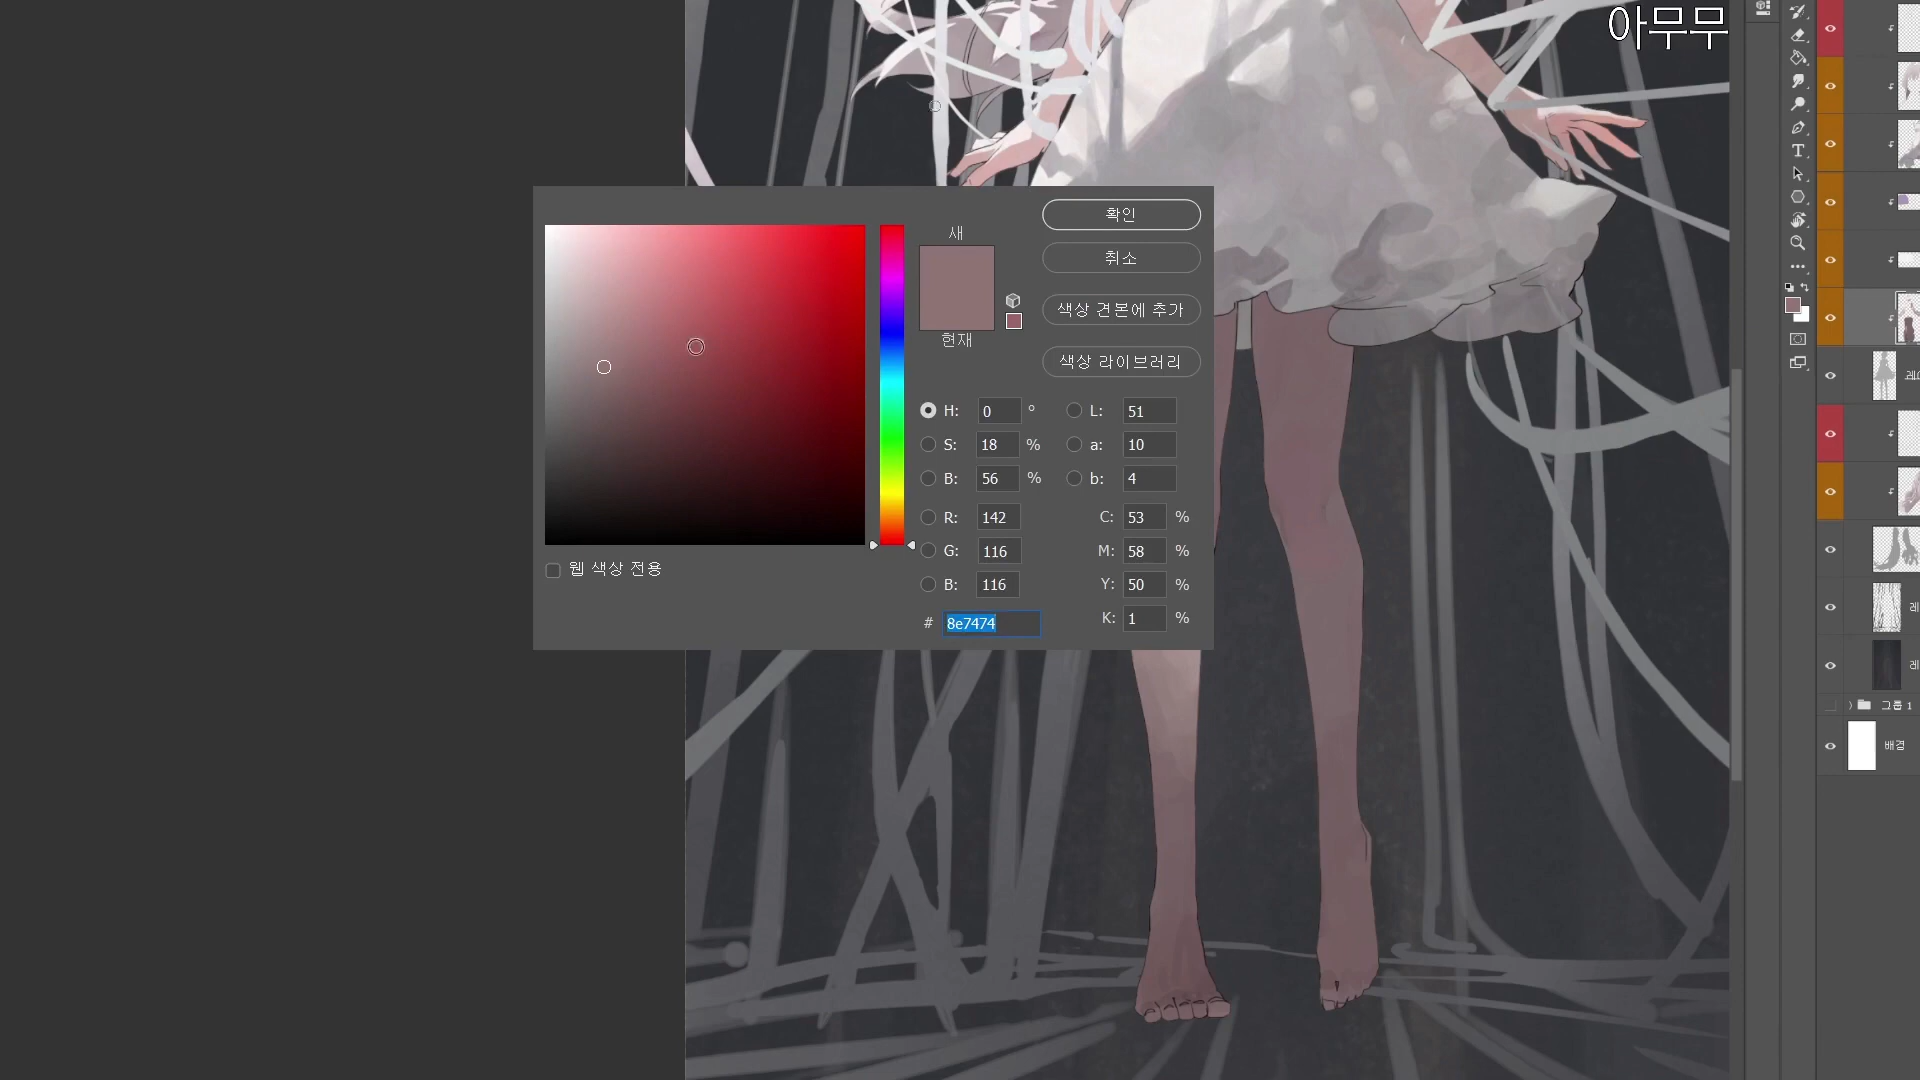 아무무
확인
새
취소
색상 견본에 추가
현재
색상 라이브러리
H: 0 °
L: 51
S: 18 %
a: 10
B: 56 %
b: 4
R: 142
C: 53 %
G: 116
M: 58 %
B: 116
Y: 50 %
# 8e7474
K: 1 %
웹 색상 전용
그룹 1
배경